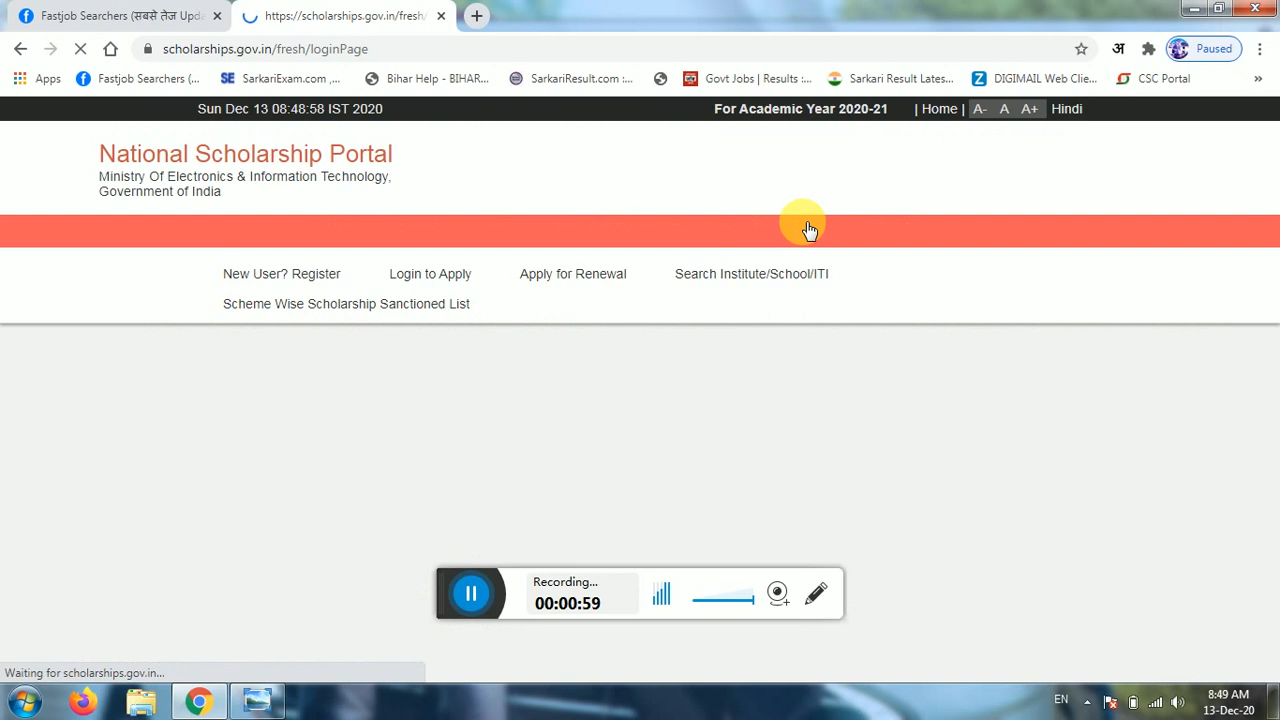 Fastjob Searchers (सबसे तेज Upda
https://scholarships.gov.in/fresh/
scholarships.gov.in/fresh/loginPage
अ
Paused
Apps
Fastjob Searchers (...
SE SarkariExam.com ,...
Bihar Help - BIHAR...
SarkariResult.com :...
Govt Jobs | Results :...
Sarkari Result Lates...
Z DIGIMAIL Web Clie...
CSC Portal
»
Sun Dec 13 08:48:58 IST 2020
For Academic Year 2020-21 | Home | A- A A+ Hindi
National Scholarship Portal
Ministry Of Electronics & Information Technology,
Government of India
New User? Register
Login to Apply
Apply for Renewal
Search Institute/School/ITI
Scheme Wise Scholarship Sanctioned List
Recording...
00:00:59
Waiting for scholarships.gov.in...
EN
8:49 AM
13-Dec-20